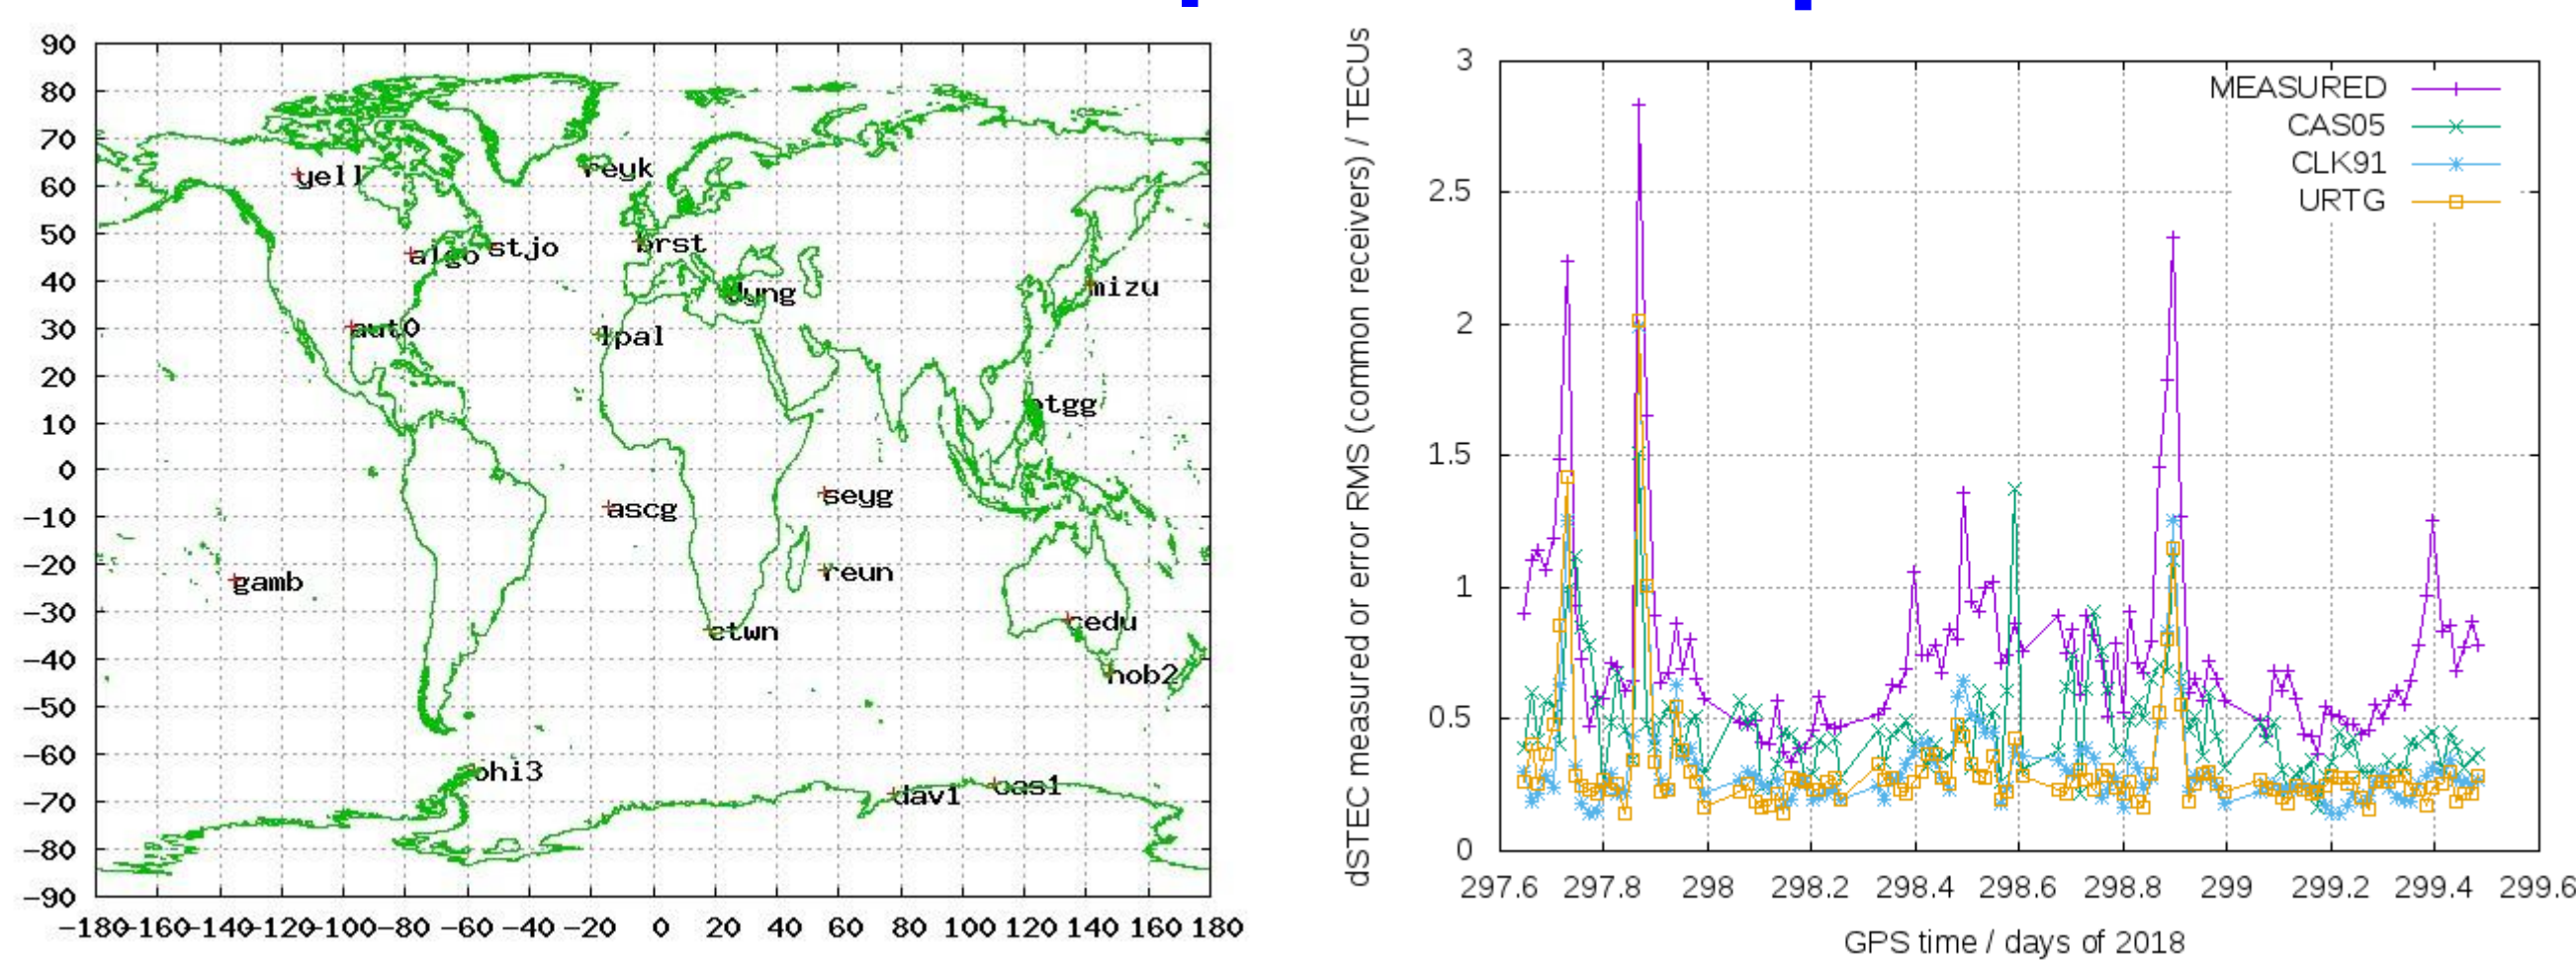 90
80
70
60
50
40
30
20
10
0
-10
-20
-30
-40
-50
-60
-70
-80
-90
-180 -160 -140 -120 -100 -80 -60 -40 -20 0 20 40 60 80 100 120 140 160 180
yell
reyk
algo
stjo
brst
mizu
aut0
lpal
ptgg
ascg
seyg
gamb
reun
ctwn
cedu
hob2
ohi3
dav1
cas1
dSTEC measured or error RMS (common receivers) / TECUs
3
2.5
2
1.5
1
0.5
0
MEASURED
CAS05
CLK91
URTG
297.6 297.8 298 298.2 298.4 298.6 298.8 299 299.2 299.4 299.6
GPS time / days of 2018